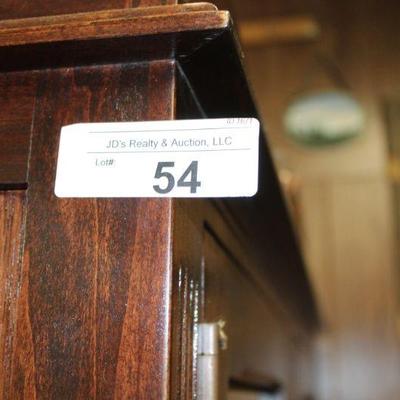 JD's Realty & Auction, LLC
Lot#:
54